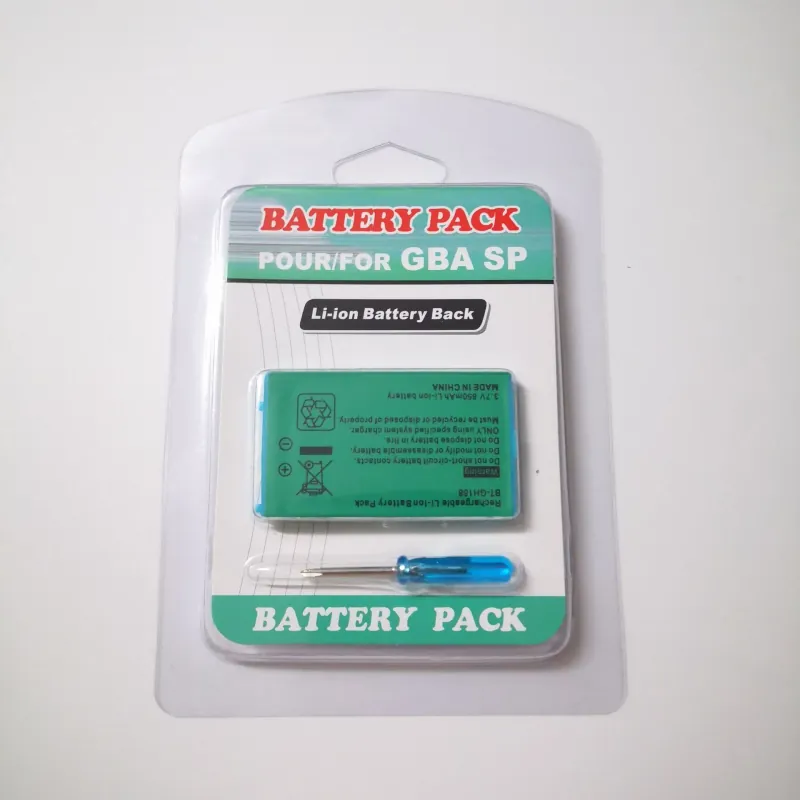 BATTERY PACK
POUR/FOR GBA SP
Li-ion Battery Back
Rechargeable Li-ion Battery Pack
BT-GH158
Warning
Do not short-circuit battery contacts.
Do not modify or disassemble battery.
Do not dispose battery in fire.
ONLY using specified system charger.
Must be recycled or disposed of properly.
3.7V 850mAh Li-ion battery
MADE IN CHINA
BATTERY PACK